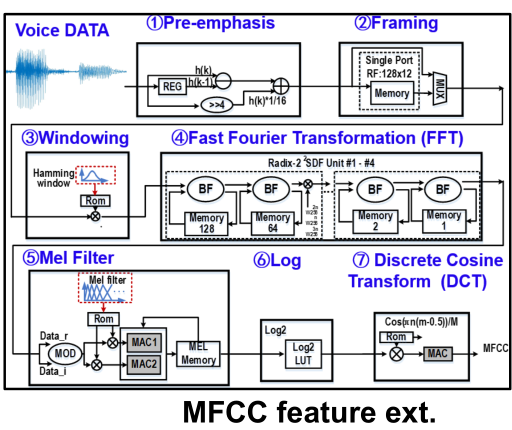 Voice DATA
①Pre-emphasis
h(k)
REG
h(k-1)
>>4
h(k)*1/16
②Framing
Single Port
RF:128x12
Memory
MUX
③Windowing
Hamming
window
Rom
④Fast Fourier Transformation (FFT)
Radix-2²SDF Unit #1 - #4
BF
BF
BF
BF
Memory
128
Memory
64
Memory
2
Memory
1
⑤Mel Filter
Mel filter
Rom
Data_r
MOD
Data_i
MAC1
MAC2
MEL
Memory
⑥Log
Log2
Log2
LUT
⑦ Discrete Cosine
Transform (DCT)
Cos(πn(m-0.5))/M
Rom
MAC
MFCC
MFCC feature ext.